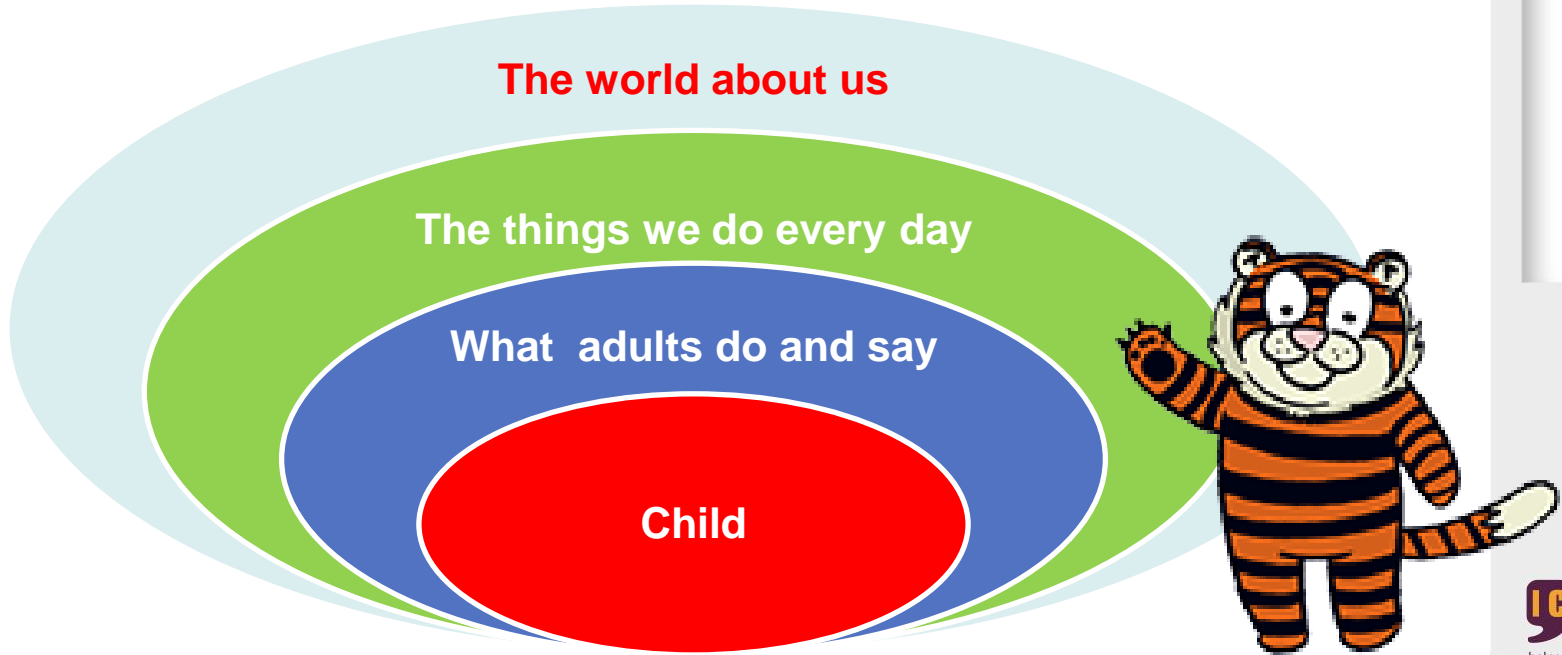 The world about us
The things we do every day
What  adults do and say
Child
I C